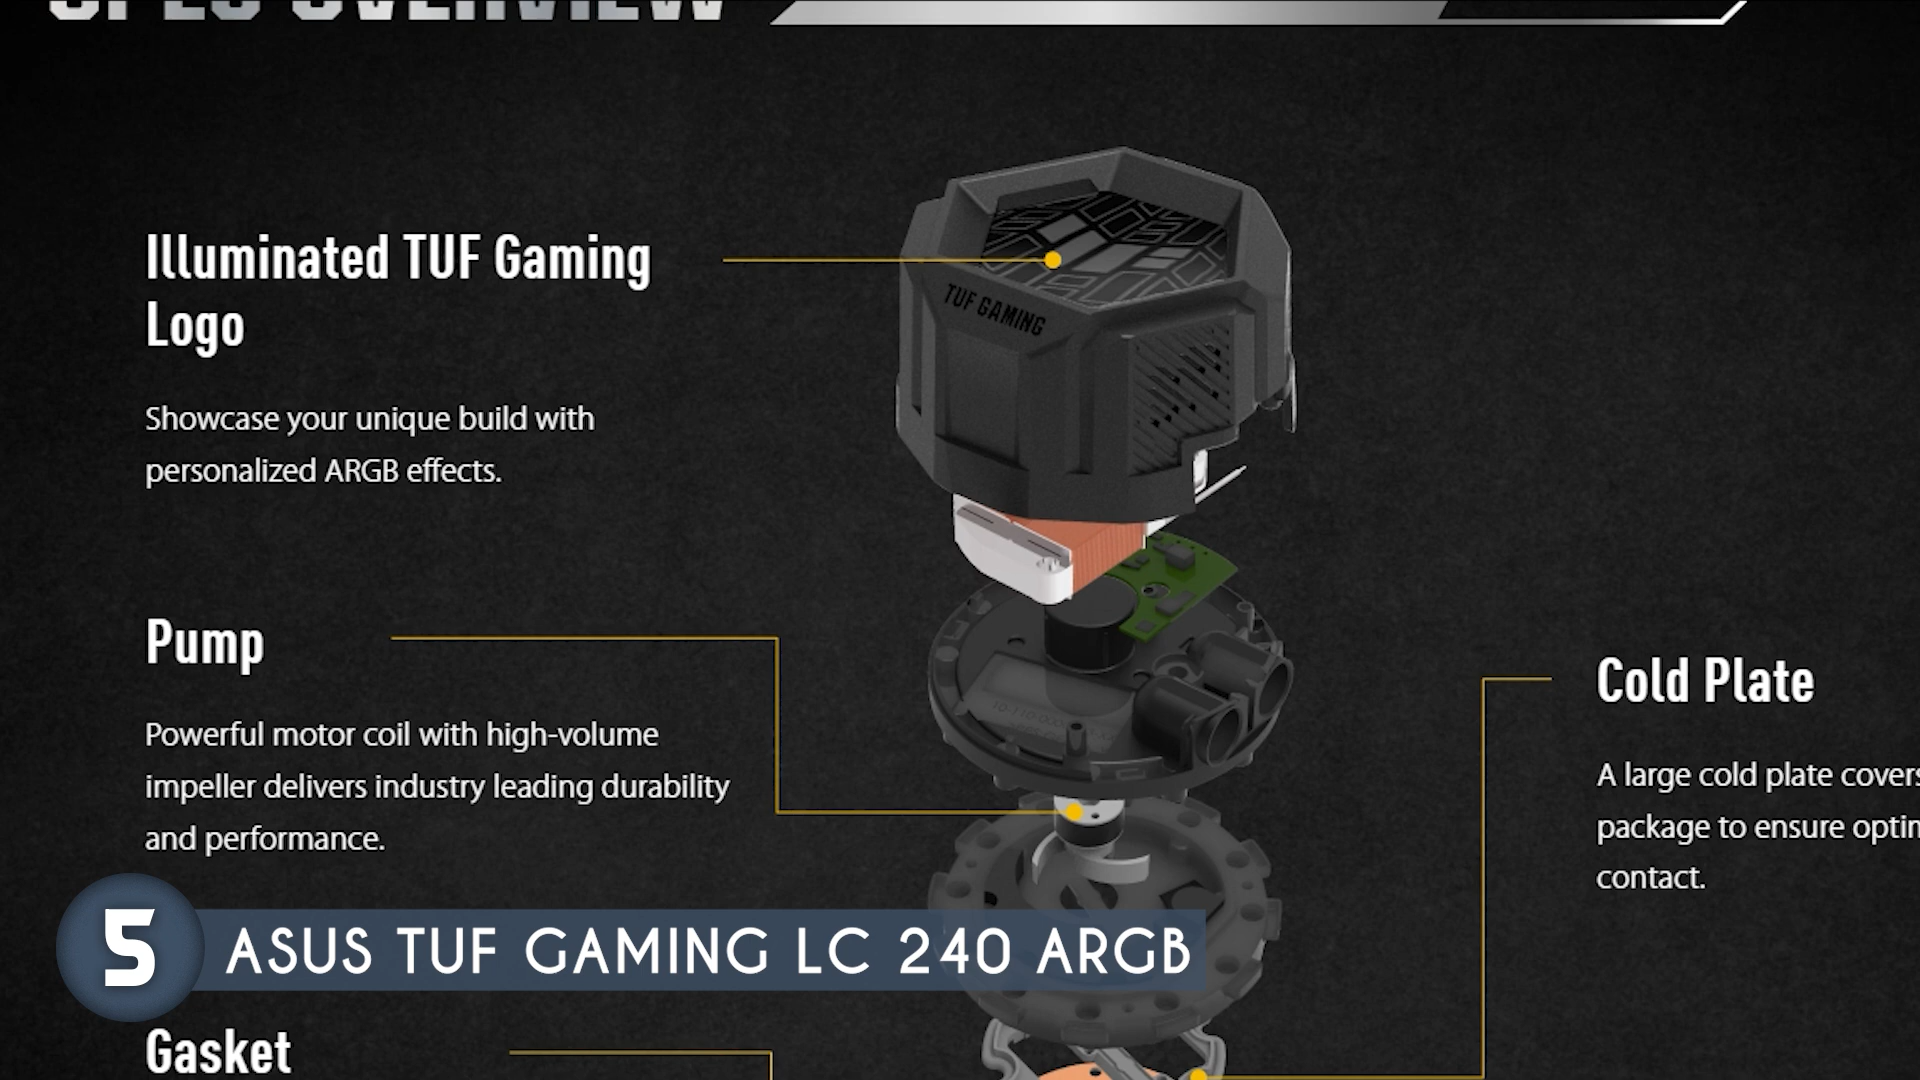 SPEC OVERVIEW
Illuminated TUF Gaming
Logo
Showcase your unique build with
personalized ARGB effects.
TUF GAMING
Pump
Powerful motor coil with high-volume
impeller delivers industry leading durability
and performance.
Cold Plate
A large cold plate covers
package to ensure
contact.
5
ASUS TUF GAMING LC 240 ARGB
Gasket